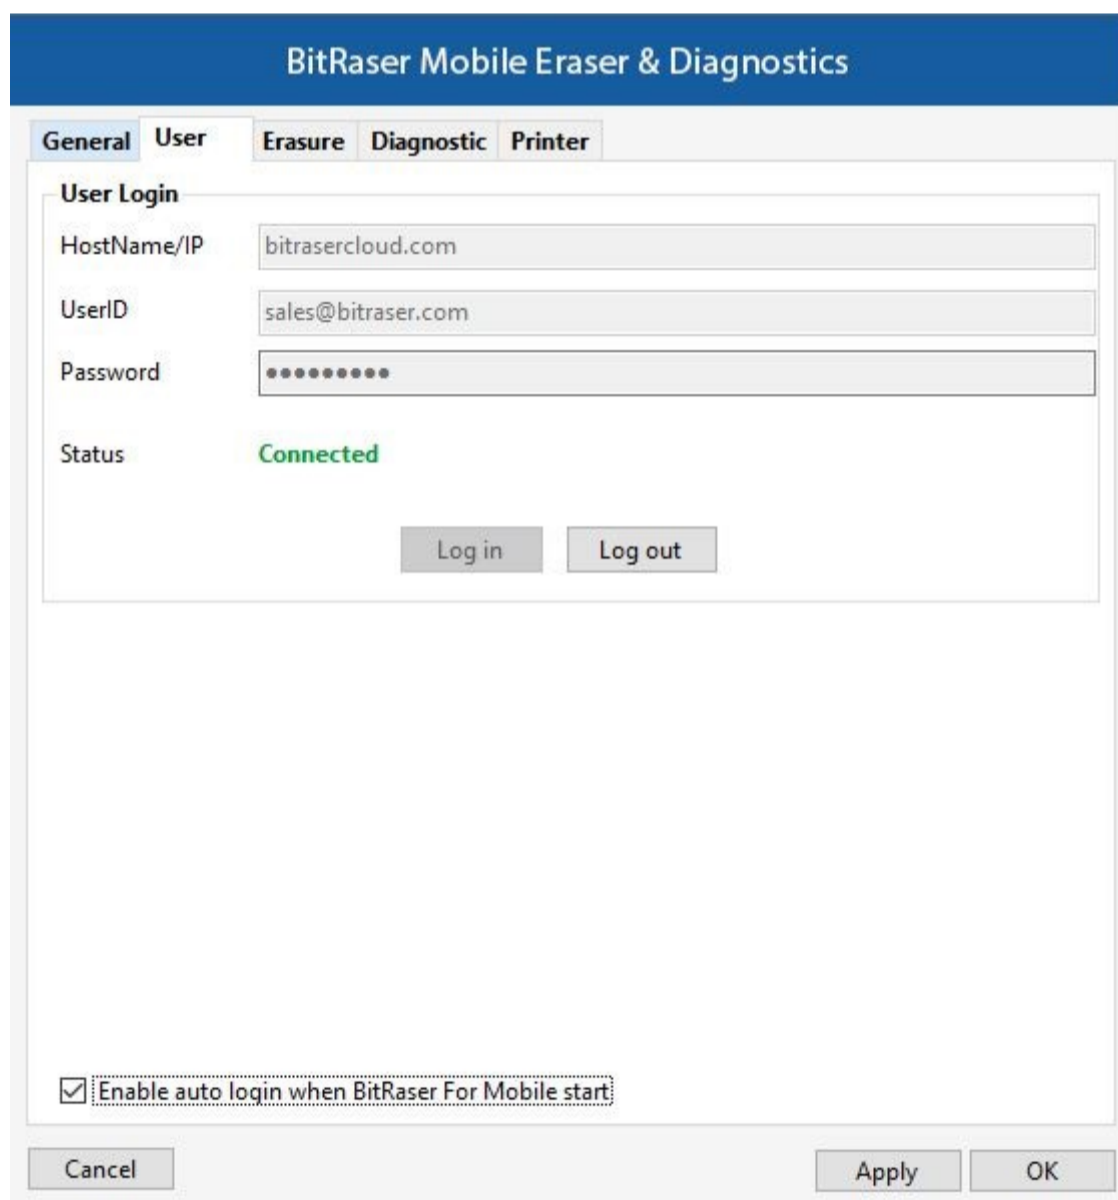 BitRaser Mobile Eraser & Diagnostics
General User Erasure Diagnostic Printer
User Login
HostName/IP bitrasercloud.com
UserID sales@bitraser.com
Password ●●●●●●●●●
Status Connected
Log in Log out
Enable auto login when BitRaser For Mobile start
Cancel Apply OK